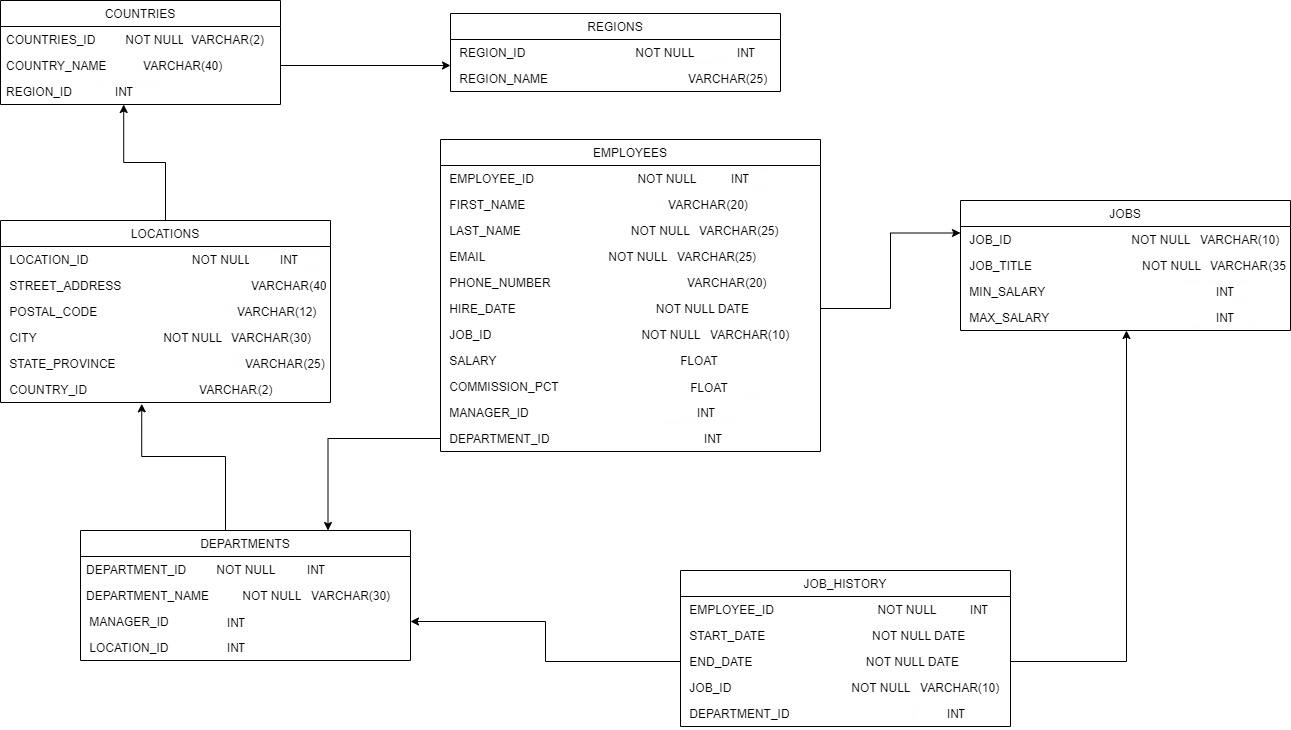 COUNTRIES
COUNTRIES_ID NOT NULL VARCHAR(2)
COUNTRY_NAME VARCHAR(40)
REGION_ID INT
REGIONS
REGION_ID NOT NULL INT
REGION_NAME VARCHAR(25)
EMPLOYEES
EMPLOYEE_ID NOT NULL INT
FIRST_NAME VARCHAR(20)
LAST_NAME NOT NULL VARCHAR(25)
EMAIL NOT NULL VARCHAR(25)
PHONE_NUMBER VARCHAR(20)
HIRE_DATE NOT NULL DATE
JOB_ID NOT NULL VARCHAR(10)
SALARY FLOAT
COMMISSION_PCT FLOAT
MANAGER_ID INT
DEPARTMENT_ID INT
JOBS
JOB_ID NOT NULL VARCHAR(10)
JOB_TITLE NOT NULL VARCHAR(35
MIN_SALARY INT
MAX_SALARY INT
LOCATIONS
LOCATION_ID NOT NULL INT
STREET_ADDRESS VARCHAR(40
POSTAL_CODE VARCHAR(12)
CITY NOT NULL VARCHAR(30)
STATE_PROVINCE VARCHAR(25)
COUNTRY_ID VARCHAR(2)
DEPARTMENTS
DEPARTMENT_ID NOT NULL INT
DEPARTMENT_NAME NOT NULL VARCHAR(30)
MANAGER_ID INT
LOCATION_ID INT
JOB_HISTORY
EMPLOYEE_ID NOT NULL INT
START_DATE NOT NULL DATE
END_DATE NOT NULL DATE
JOB_ID NOT NULL VARCHAR(10)
DEPARTMENT_ID INT